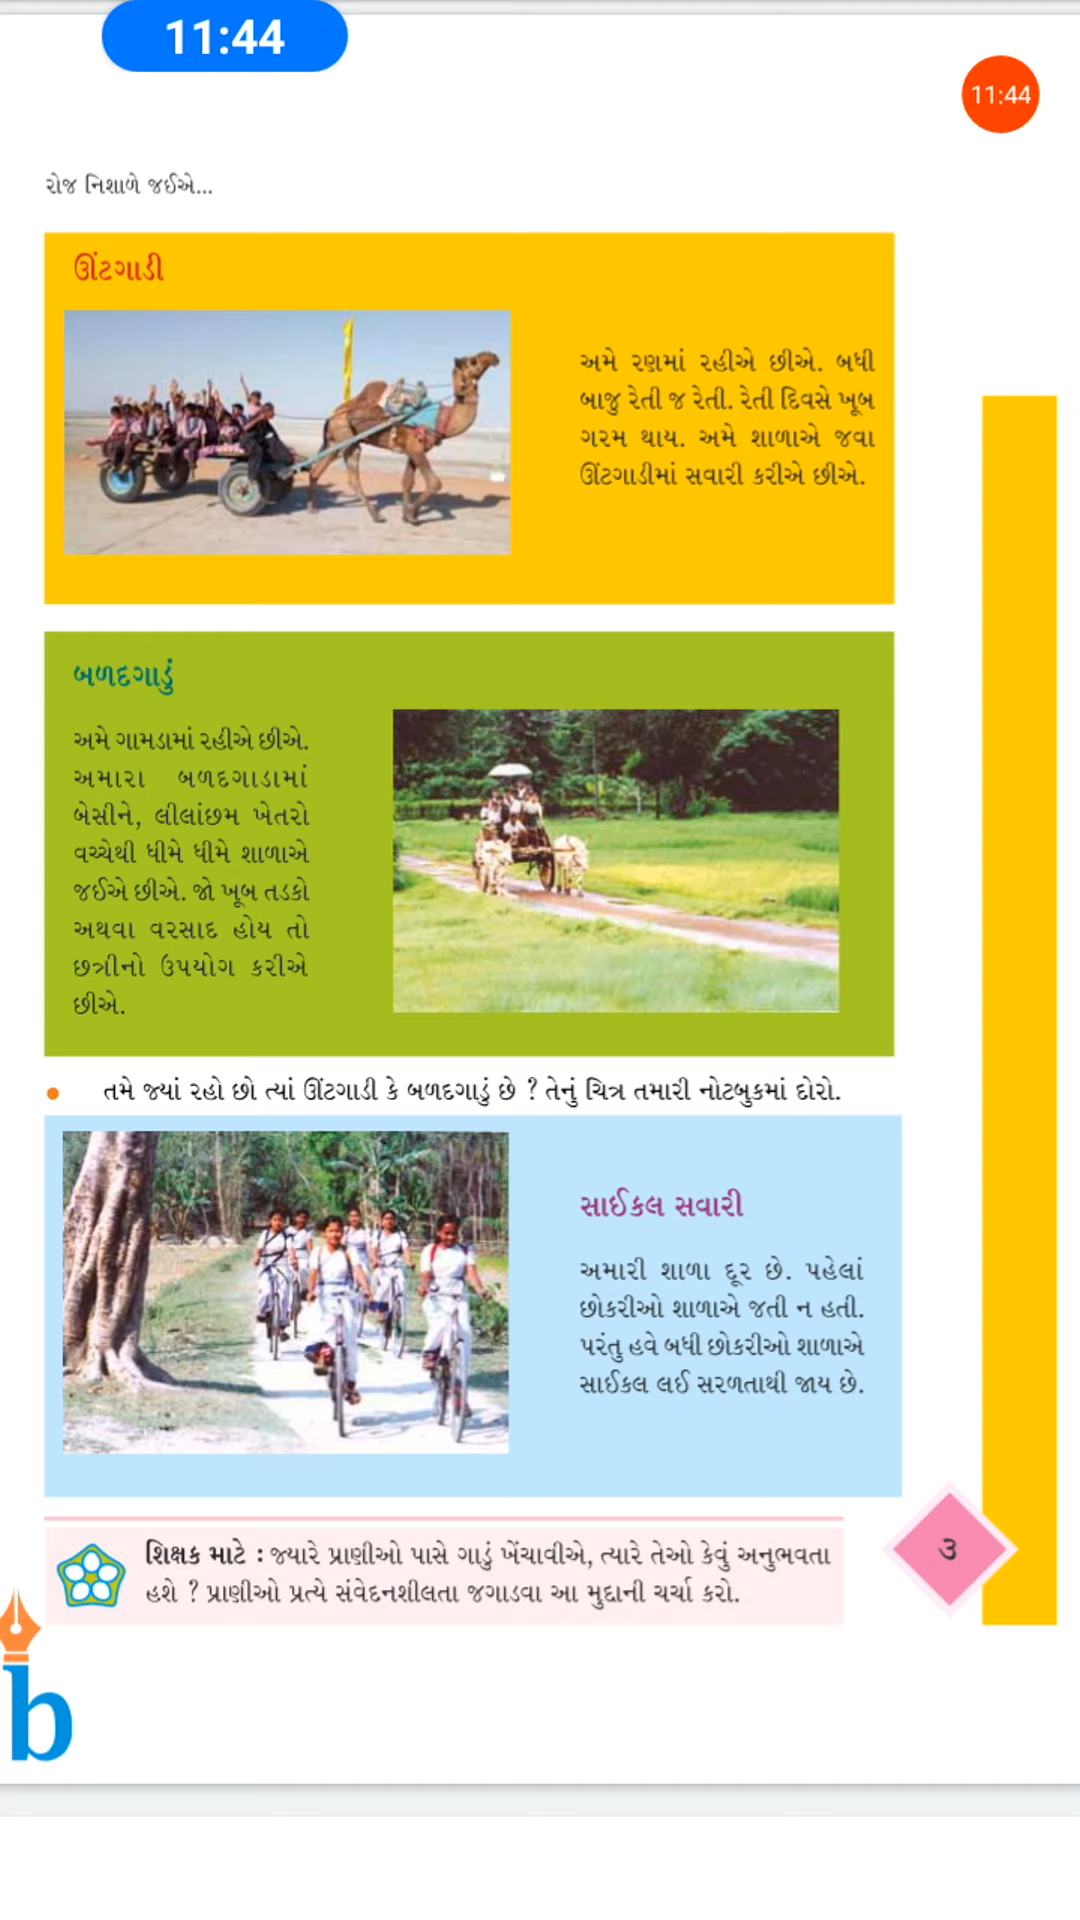 11:44
11:44
રોજ નિશાળે જઈએ...
ઊંટગાડી
અમે રણમાં રહીએ છીએ. બધી
બાજુ રેતી જ રેતી. રેતી દિવસે ખૂબ
ગરમ થાય. અમે શાળાએ જવા
ઊંટગાડીમાં સવારી કરીએ છીએ.
બળદગાડું
અમે ગામડામાં રહીએ છીએ.
અમારા બળદગાડામાં
બેસીને, લીલાંછમ ખેતરો
વચ્ચેથી ધીમે ધીમે શાળાએ
જઈએ છીએ. જો ખૂબ તડકો
અથવા વરસાદ હોય તો
છત્રીનો ઉપયોગ કરીએ
છીએ.
• તમે જ્યાં રહો છો ત્યાં ઊંટગાડી કે બળદગાડું છે ? તેનું ચિત્ર તમારી નોટબુકમાં દોરો.
સાઈકલ સવારી
અમારી શાળા દૂર છે. પહેલાં
છોકરીઓ શાળાએ જતી ન હતી.
પરંતુ હવે બધી છોકરીઓ શાળાએ
સાઈકલ લઈ સરળતાથી જાય છે.
શિક્ષક માટે : જ્યારે પ્રાણીઓ પાસે ગાડું ખેંચાવીએ, ત્યારે તેઓ કેવું અનુભવતા
હશે ? પ્રાણીઓ પ્રત્યે સંવેદનશીલતા જગાડવા આ મુદ્દાની ચર્ચા કરો.
૩
b